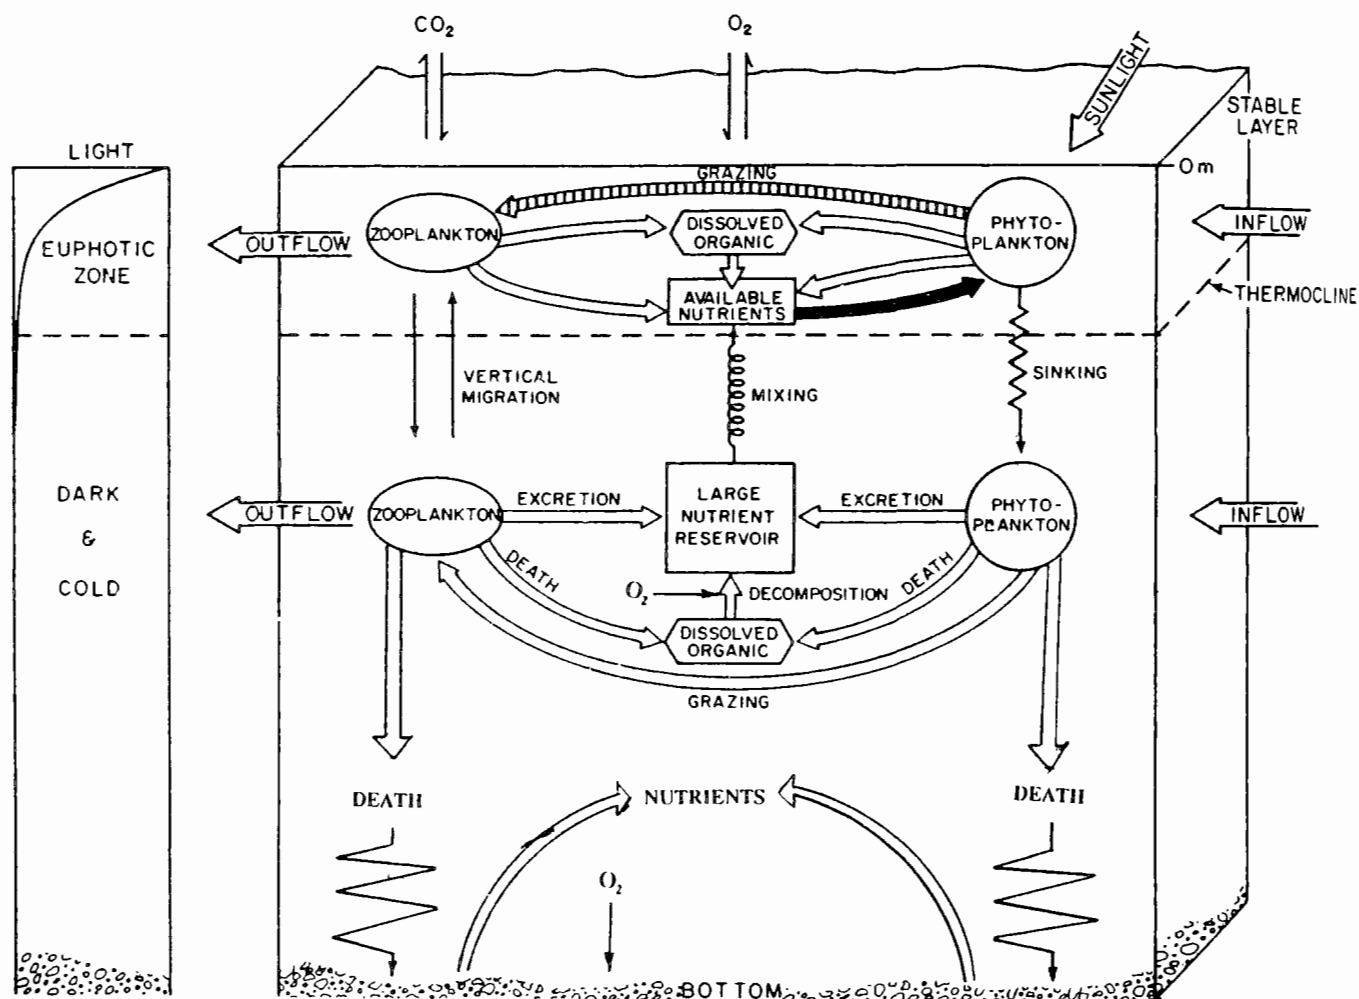 CO₂
O₂
SUNLIGHT
STABLE
LAYER
LIGHT
0m
GRAZING
EUPHOTIC
ZONE
OUTFLOW
ZOOPLANKTON
DISSOLVED
ORGANIC
PHYTO-
PLANKTON
INFLOW
AVAILABLE
NUTRIENTS
THERMOCLINE
VERTICAL
MIGRATION
MIXING
SINKING
DARK
&
COLD
OUTFLOW
ZOOPLANKTON
EXCRETION
LARGE
NUTRIENT
RESERVOIR
EXCRETION
PHYTO-
PLANKTON
INFLOW
DEATH
O₂
DECOMPOSITION
DEATH
DISSOLVED
ORGANIC
GRAZING
DEATH
NUTRIENTS
DEATH
O₂
BOTTOM